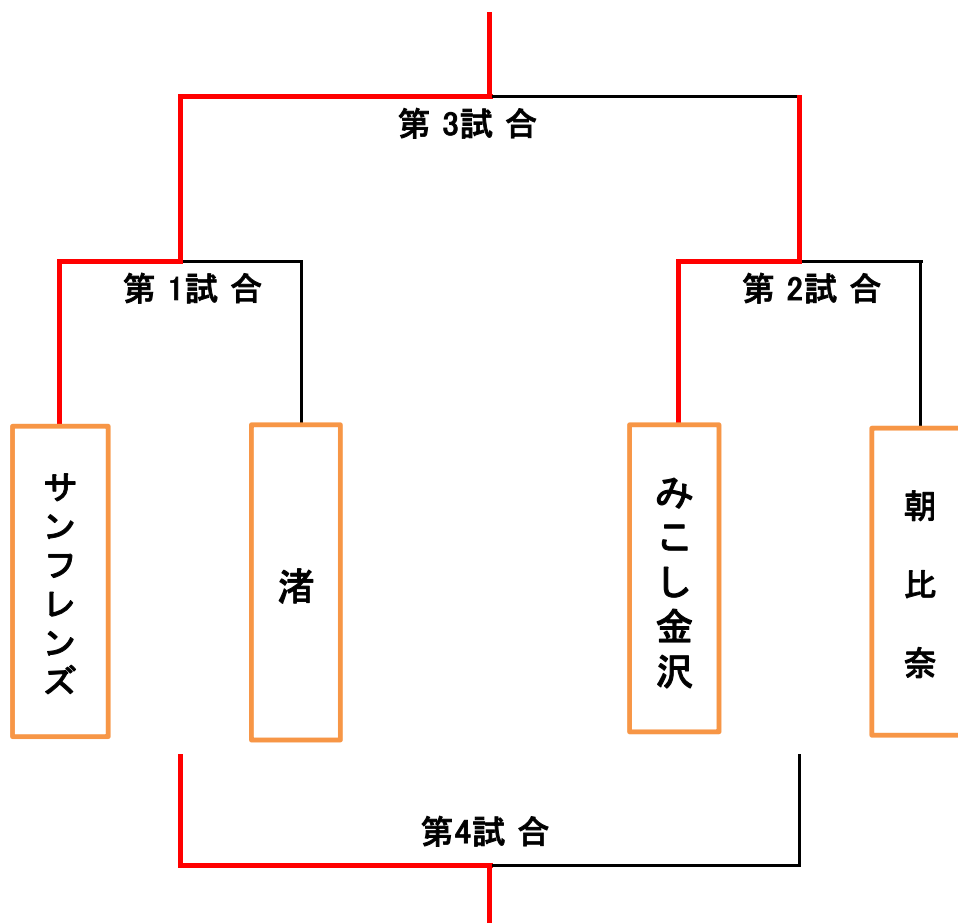 第 3試 合
第 1試 合
第 2試 合
サンフレンズ
渚
みこし金沢
朝比奈
第4試 合